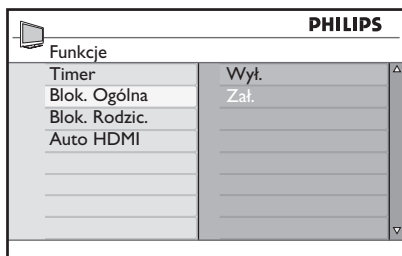 PHILIPS
Funkcje
Timer
Wył.
Blok. Ogólna
Zał.
Blok. Rodzic.
Auto HDMI